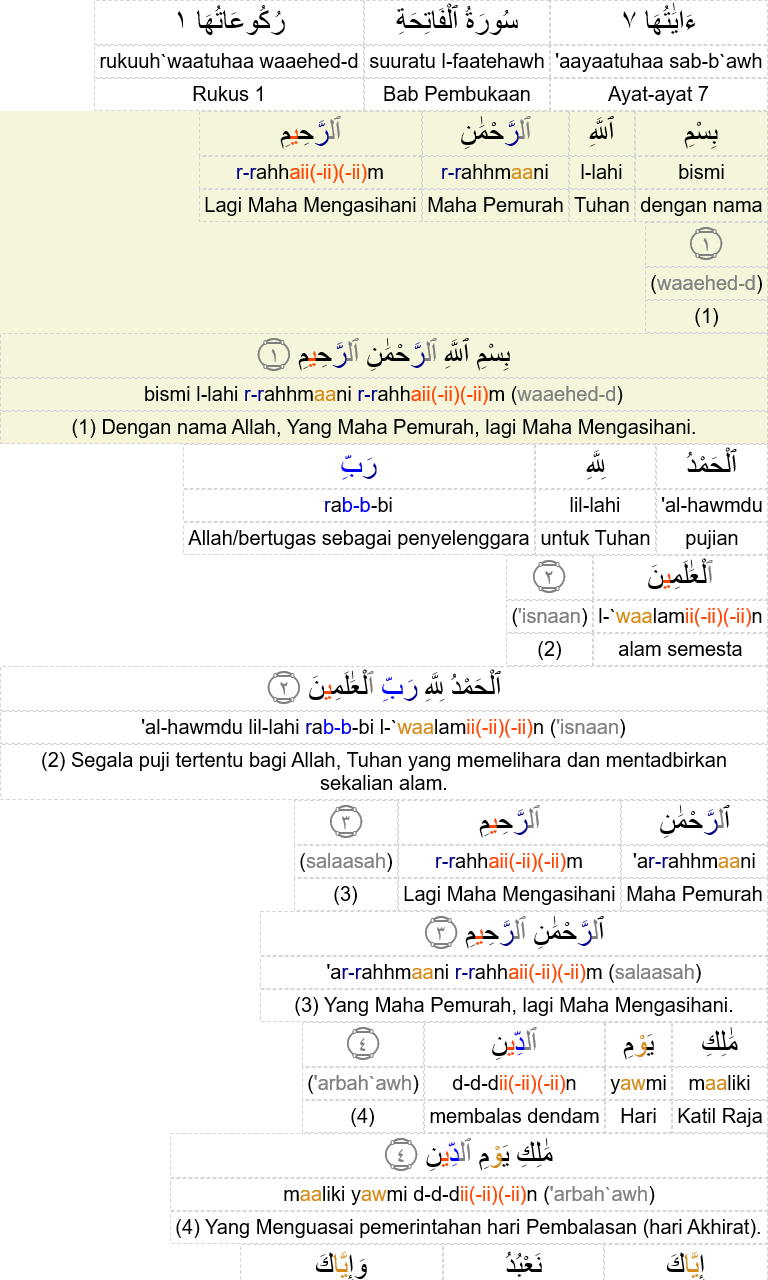 ءَايَٰتُهَا ٧ سُورَةُ ٱلْفَاتِحَةِ رُكُوعَاتُهَا ١
'aayaatuhaa sab-b`awh suuratu l-faatehawh rukuuh`waatuhaa waaehed-d
Ayat-ayat 7 Bab Pembukaan Rukus 1
بِسْمِ ٱللَّهِ ٱلرَّحْمَٰنِ ٱلرَّحِيمِ
bismi l-lahi r-rahhmaani r-rahhaii(-ii)(-ii)m
dengan nama Tuhan Maha Pemurah Lagi Maha Mengasihani
١
(waaehed-d)
(1)
بِسْمِ ٱللَّهِ ٱلرَّحْمَٰنِ ٱلرَّحِيمِ ١
bismi l-lahi r-rahhmaani r-rahhaii(-ii)(-ii)m (waaehed-d)
(1) Dengan nama Allah, Yang Maha Pemurah, lagi Maha Mengasihani.
ٱلْحَمْدُ لِلَّهِ رَبِّ
'al-hawmdu lil-lahi rab-b-bi
pujian untuk Tuhan Allah/bertugas sebagai penyelenggara
ٱلْعَٰلَمِينَ ٢
l-`waalamii(-ii)(-ii)n ('isnaan)
alam semesta (2)
ٱلْحَمْدُ لِلَّهِ رَبِّ ٱلْعَٰلَمِينَ ٢
'al-hawmdu lil-lahi rab-b-bi l-`waalamii(-ii)(-ii)n ('isnaan)
(2) Segala puji tertentu bagi Allah, Tuhan yang memelihara dan mentadbirkan
sekalian alam.
ٱلرَّحْمَٰنِ ٱلرَّحِيمِ ٣
'ar-rahhmaani r-rahhaii(-ii)(-ii)m (salaasah)
Maha Pemurah Lagi Maha Mengasihani (3)
ٱلرَّحْمَٰنِ ٱلرَّحِيمِ ٣
'ar-rahhmaani r-rahhaii(-ii)(-ii)m (salaasah)
(3) Yang Maha Pemurah, lagi Maha Mengasihani.
مَٰلِكِ يَوْمِ ٱلدِّينِ ٤
maaliki yawmi d-d-dii(-ii)(-ii)n ('arbah`awh)
Katil Raja Hari membalas dendam (4)
مَٰلِكِ يَوْمِ ٱلدِّينِ ٤
maaliki yawmi d-d-dii(-ii)(-ii)n ('arbah`awh)
(4) Yang Menguasai pemerintahan hari Pembalasan (hari Akhirat).
إِيَّاكَ نَعْبُدُ وَإِيَّاكَ